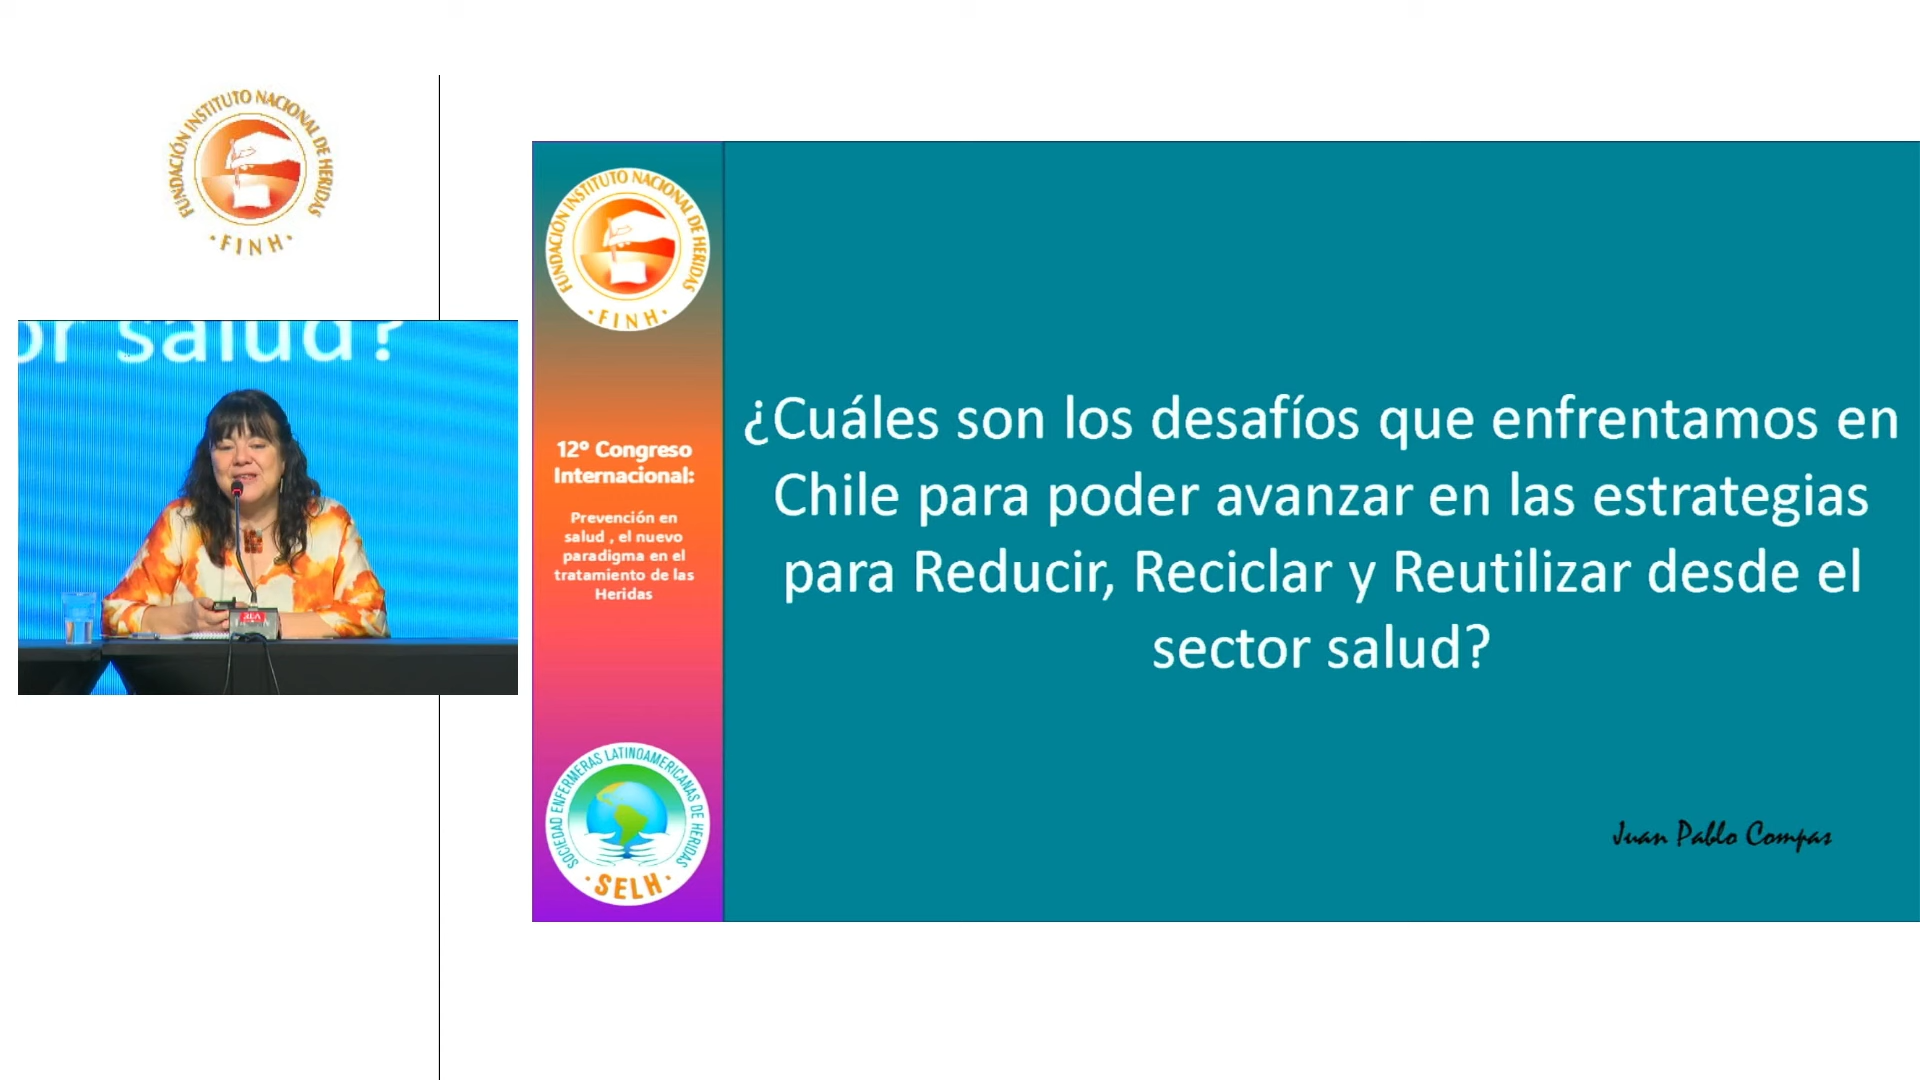 FUNDACIÓN INSTITUTO NACIONAL DE HERIDAS
· FINH ·
or salud?
FUNDACIÓN INSTITUTO NACIONAL DE HERIDAS
· FINH ·
12º Congreso
Internacional:
Prevención en
salud , el nuevo
paradigma en el
tratamiento de las
Heridas
SOCIEDAD ENFERMERAS LATINOAMERICANAS DE HERIDAS
· SELH ·
¿Cuáles son los desafíos que enfrentamos en
Chile para poder avanzar en las estrategias
para Reducir, Reciclar y Reutilizar desde el
sector salud?
Juan Pablo Compas